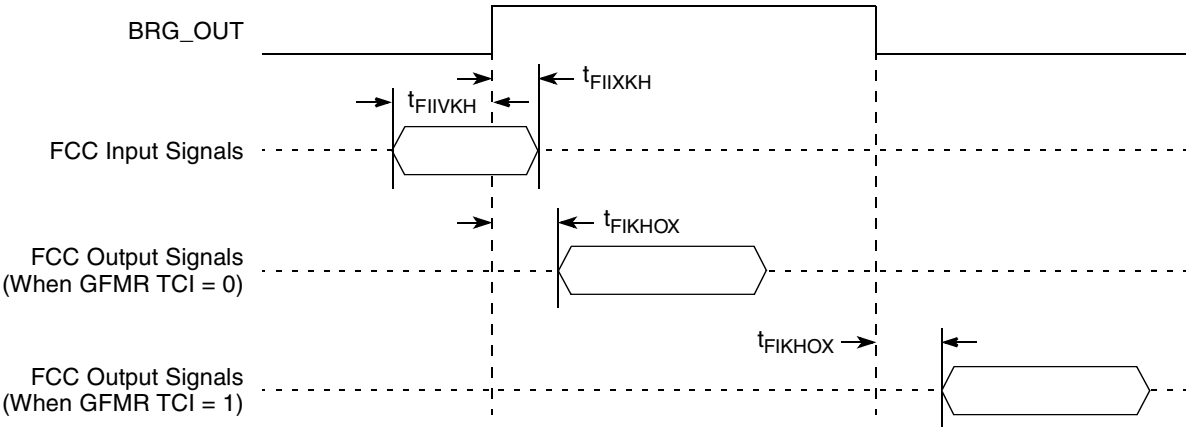 BRG_OUT
tFIIXKH
tFIIVKH
FCC Input Signals
tFIKHOX
FCC Output Signals
(When GFMR TCI = 0)
tFIKHOX
FCC Output Signals
(When GFMR TCI = 1)